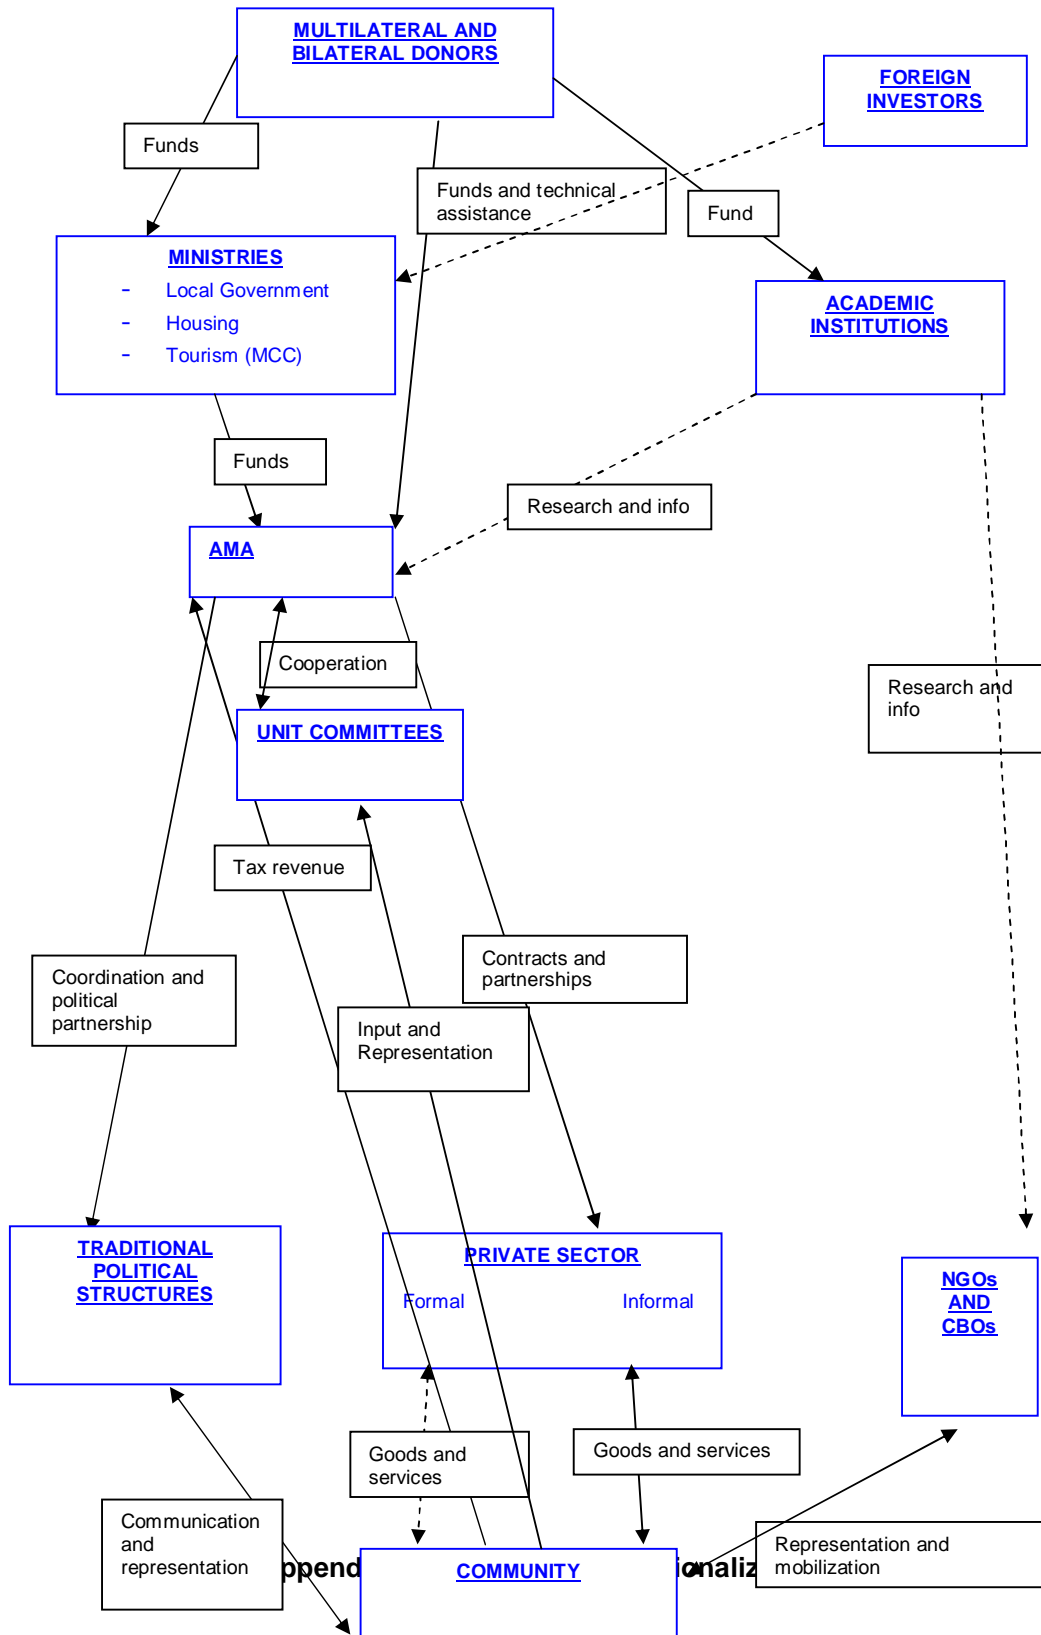 MULTILATERAL AND
BILATERAL DONORS
FOREIGN
INVESTORS
Funds
Funds and technical
assistance
Fund
MINISTRIES
- Local Government
- Housing
- Tourism (MCC)
ACADEMIC
INSTITUTIONS
Funds
Research and info
AMA
Cooperation
Research and
info
UNIT COMMITTEES
Tax revenue
Contracts and
partnerships
Coordination and
political
partnership
Input and
Representation
TRADITIONAL
POLITICAL
STRUCTURES
PRIVATE SECTOR
Formal Informal
NGOs
AND
CBOs
Goods and
services
Goods and services
Communication
and
representation
Representation and
mobilization
COMMUNITY